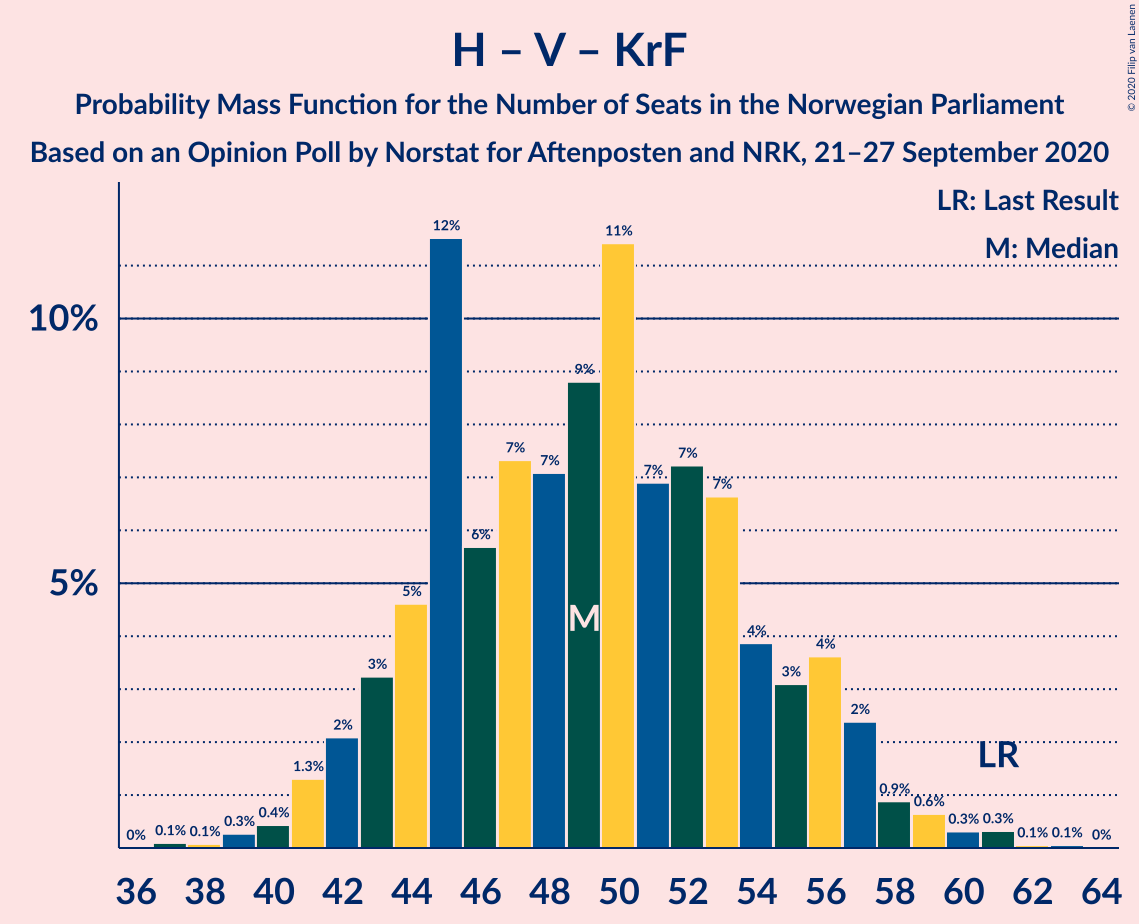 H – V – KrF
Probability Mass Function for the Number of Seats in the Norwegian Parliament
Based on an Opinion Poll by Norstat for Aftenposten and NRK, 21–27 September 2020
© 2020 Filip van Laenen
LR: Last Result
M: Median
10%
5%
0% 0.1% 0.1% 0.3% 0.4% 1.3% 2% 3% 5% 12% 6% 7% 7% 9% 11% 7% 7% 7% 4% 3% 4% 2% 0.9% 0.6% 0.3% 0.3% 0.1% 0.1% 0%
M
LR
36 38 40 42 44 46 48 50 52 54 56 58 60 62 64